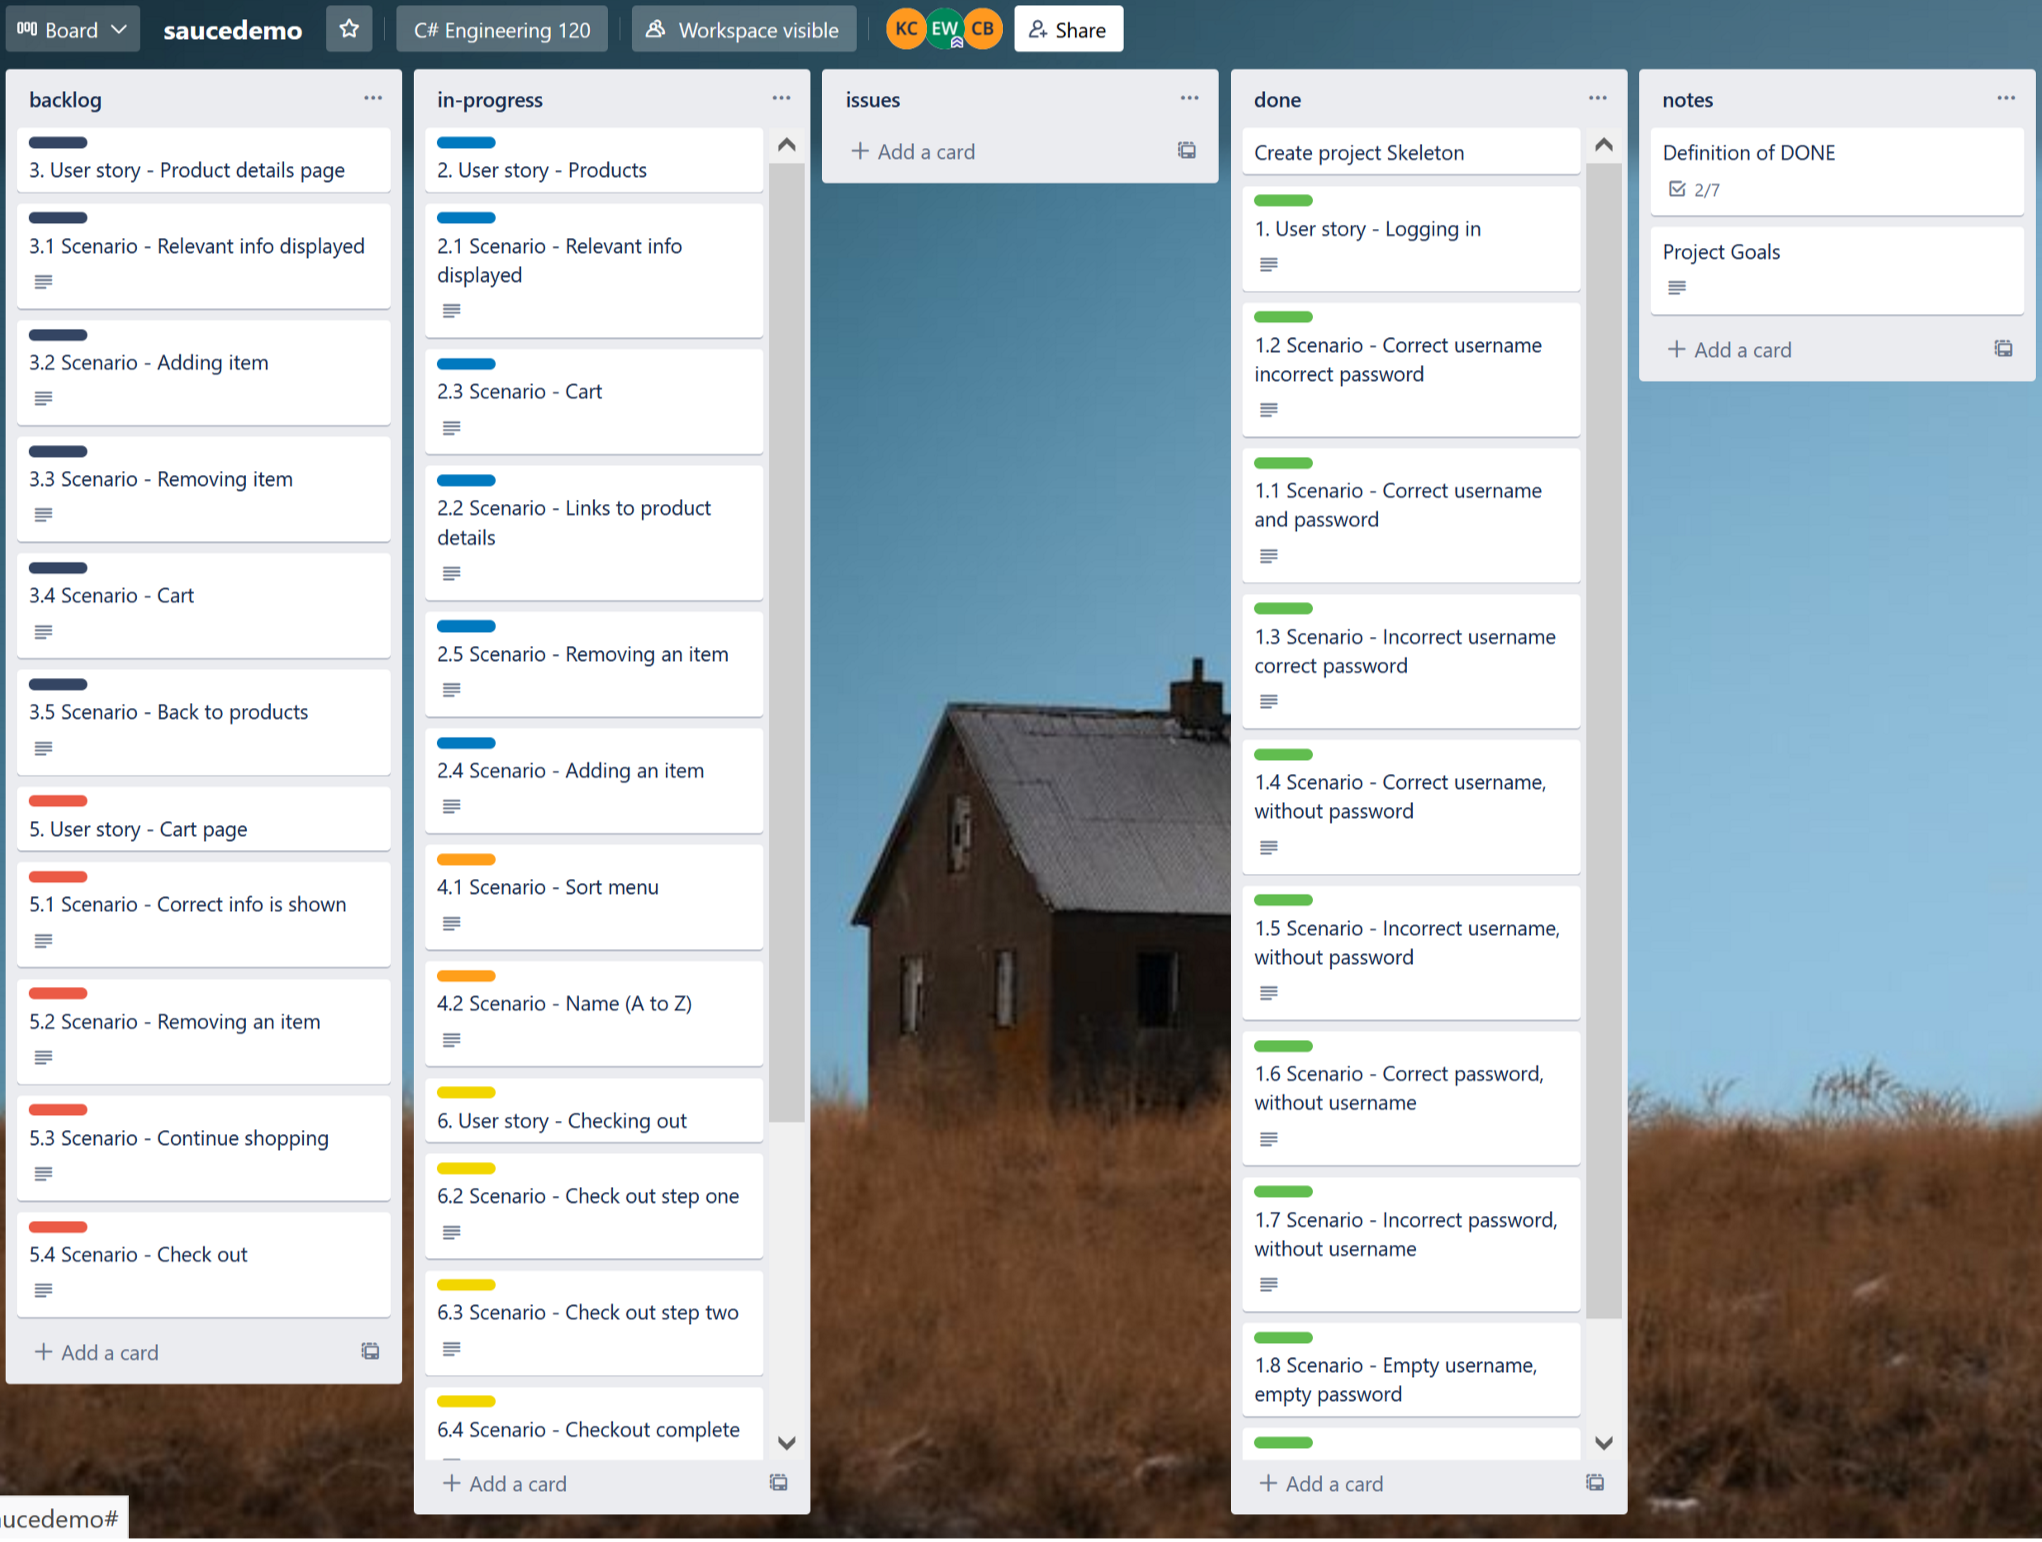 Board
saucedemo
C# Engineering 120
Workspace visible
KC
EW
CB
Share
backlog
3. User story - Product details page
3.1 Scenario - Relevant info displayed
3.2 Scenario - Adding item
3.3 Scenario - Removing item
3.4 Scenario - Cart
3.5 Scenario - Back to products
5. User story - Cart page
5.1 Scenario - Correct info is shown
5.2 Scenario - Removing an item
5.3 Scenario - Continue shopping
5.4 Scenario - Check out
+ Add a card
in-progress
2. User story - Products
2.1 Scenario - Relevant info
displayed
2.3 Scenario - Cart
2.2 Scenario - Links to product
details
2.5 Scenario - Removing an item
2.4 Scenario - Adding an item
4.1 Scenario - Sort menu
4.2 Scenario - Name (A to Z)
6. User story - Checking out
6.2 Scenario - Check out step one
6.3 Scenario - Check out step two
6.4 Scenario - Checkout complete
+ Add a card
issues
+ Add a card
done
Create project Skeleton
1. User story - Logging in
1.2 Scenario - Correct username
incorrect password
1.1 Scenario - Correct username
and password
1.3 Scenario - Incorrect username
correct password
1.4 Scenario - Correct username,
without password
1.5 Scenario - Incorrect username,
without password
1.6 Scenario - Correct password,
without username
1.7 Scenario - Incorrect password,
without username
1.8 Scenario - Empty username,
empty password
+ Add a card
notes
Definition of DONE
2/7
Project Goals
+ Add a card
ucedemo#